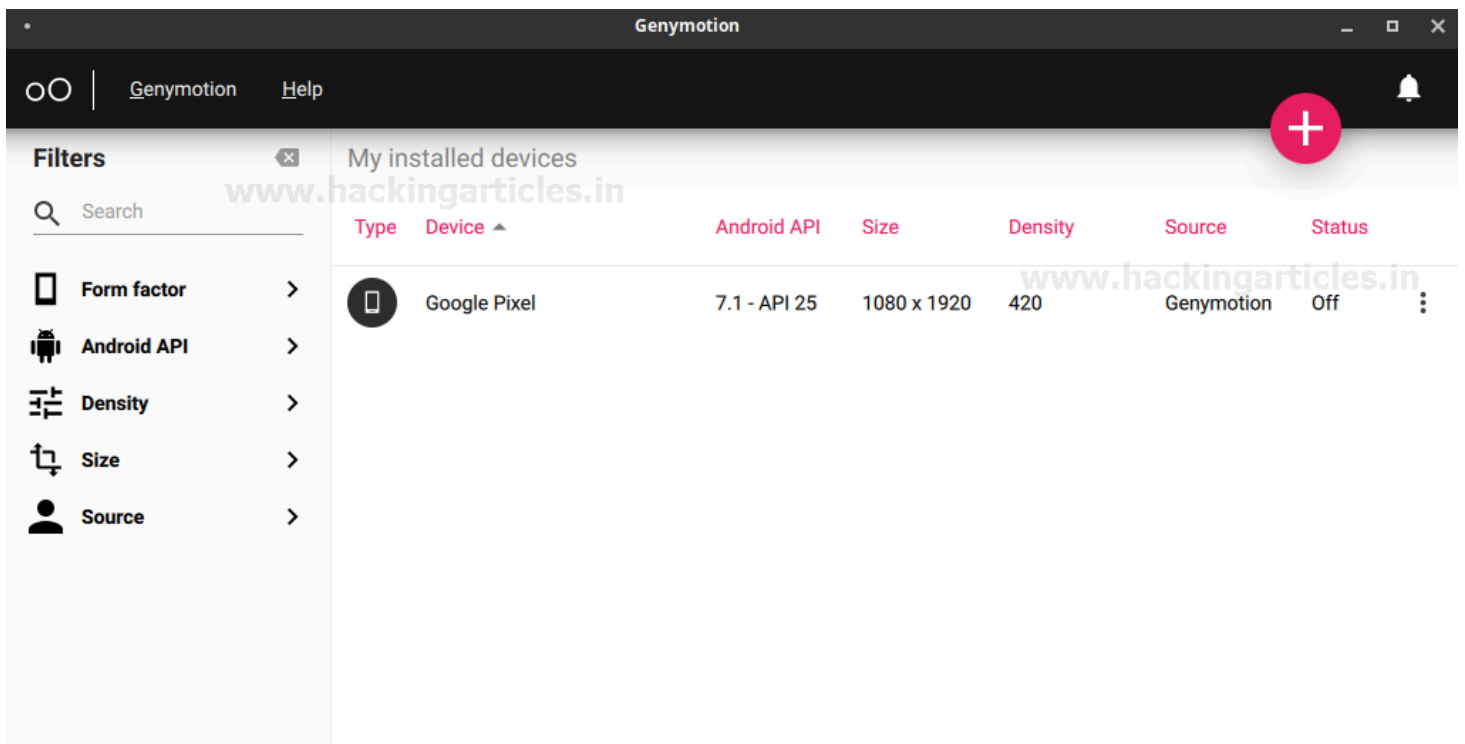 Genymotion
oO Genymotion Help
Filters
My installed devices
www.hackingarticles.in
Search
Type Device Android API Size Density Source Status
www.hackingarticles.in
Form factor
Google Pixel 7.1 - API 25 1080 x 1920 420 Genymotion Off
Android API
Density
Size
Source